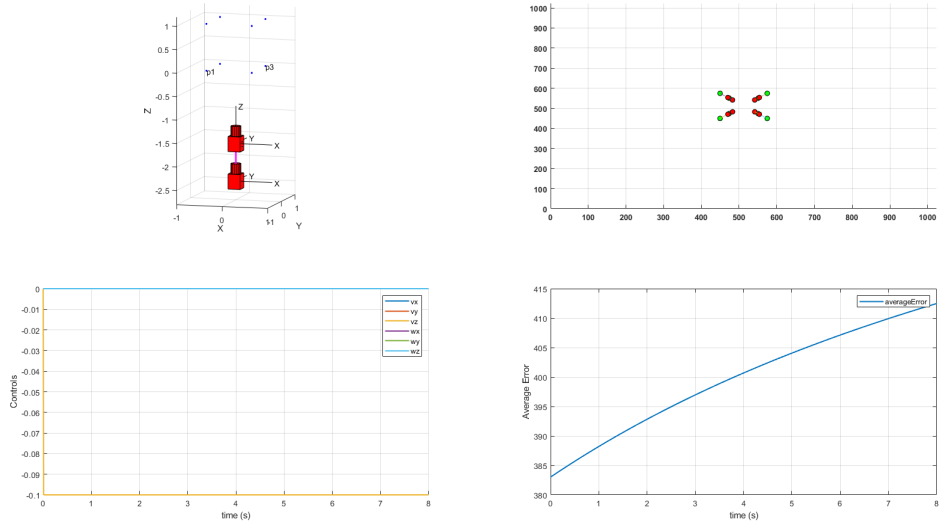 1
0.5
0
-0.5
-1
-1.5
-2
-2.5
Z
p1
p3
Z
Y
X
Y
X
-1
0
1
-1
0
1
X
Y
1000
900
800
700
600
500
400
300
200
100
0
0 100 200 300 400 500 600 700 800 900 1000
0
-0.01
-0.02
-0.03
-0.04
-0.05
-0.06
-0.07
-0.08
-0.09
-0.1
Controls
0 1 2 3 4 5 6 7 8
time (s)
vx
vy
vz
wx
wy
wz
415
410
405
400
395
390
385
380
Average Error
averageError
0 1 2 3 4 5 6 7 8
time (s)